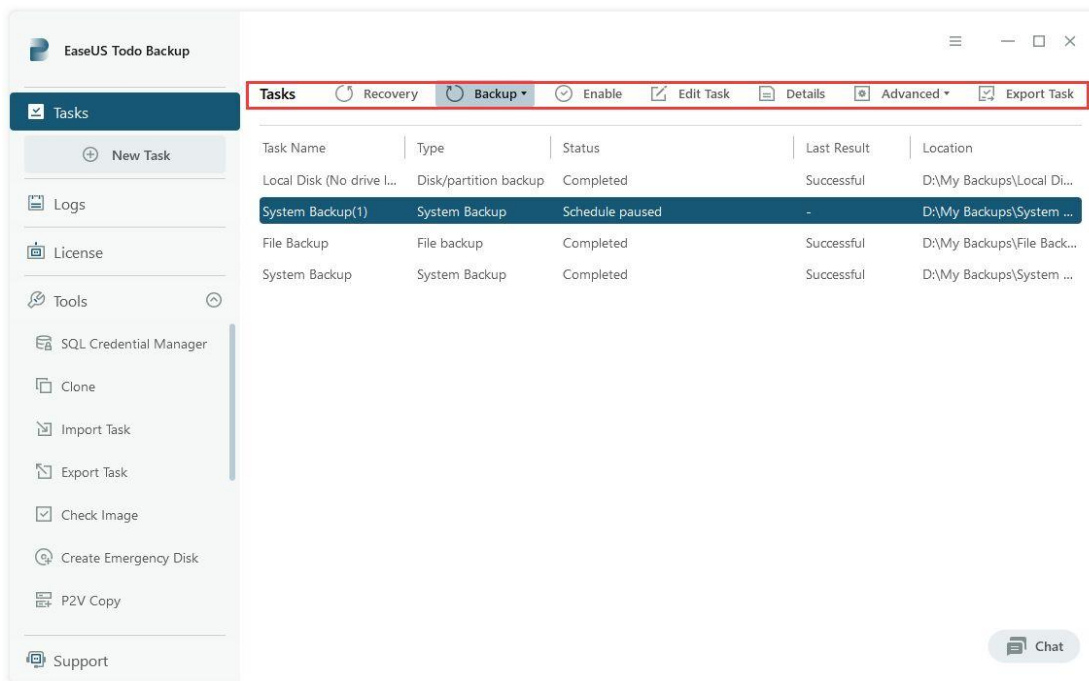 EaseUS Todo Backup
Tasks
New Task
Logs
License
Tools
SQL Credential Manager
Clone
Import Task
Export Task
Check Image
Create Emergency Disk
P2V Copy
Support
Tasks Recovery Backup Enable Edit Task Details Advanced Export Task
Task Name Type Status Last Result Location
Local Disk (No drive l... Disk/partition backup Completed Successful D:\My Backups\Local Di...
System Backup(1) System Backup Schedule paused - D:\My Backups\System ...
File Backup File backup Completed Successful D:\My Backups\File Back...
System Backup System Backup Completed Successful D:\My Backups\System ...
Chat